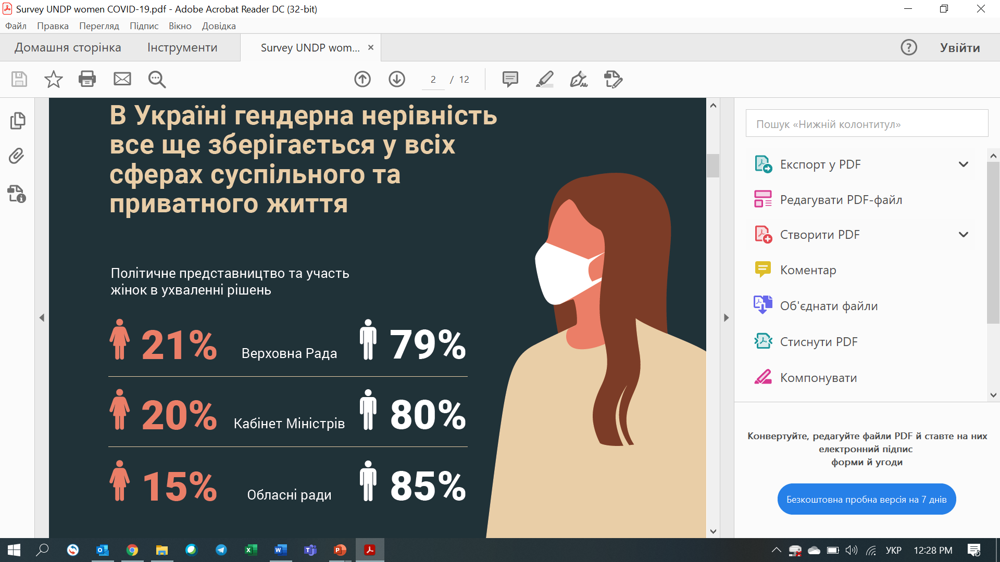 Survey UNDP women COVID-19.pdf - Adobe Acrobat Reader DC (32-bit)
Файл Правка Перегляд Підпис Вікно Довідка
Домашня сторінка Інструменти Survey UNDP wom... Увійти
2 / 12
В Україні гендерна нерівність
все ще зберігається у всіх
сферах суспільного та
приватного життя
Політичне представництво та участь
жінок в ухваленні рішень
21% Верховна Рада 79%
20% Кабінет Міністрів 80%
15% Обласні ради 85%
Пошук «Нижній колонтитул»
Експорт у PDF
Редагувати PDF-файл
Створити PDF
Коментар
Об'єднати файли
Стиснути PDF
Компонувати
Конвертуйте, редагуйте файли PDF й ставте на них
електронний підпис
форми й угоди
Безкоштовна пробна версія на 7 днів
УКР 12:28 PM